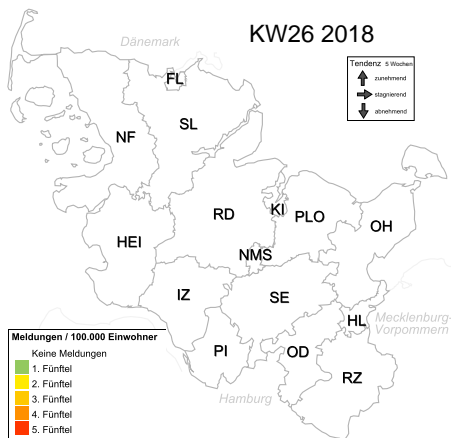 KW26 2018
Dänemark
Tendenz 5 Wochen
zunehmend
stagnierend
abnehmend
FL
SL
NF
RD
KI
PLO
OH
HEI
NMS
IZ
SE
HL
Mecklenburg-
Vorpommern
PI
OD
RZ
Hamburg
Meldungen / 100.000 Einwohner
Keine Meldungen
1. Fünftel
2. Fünftel
3. Fünftel
4. Fünftel
5. Fünftel